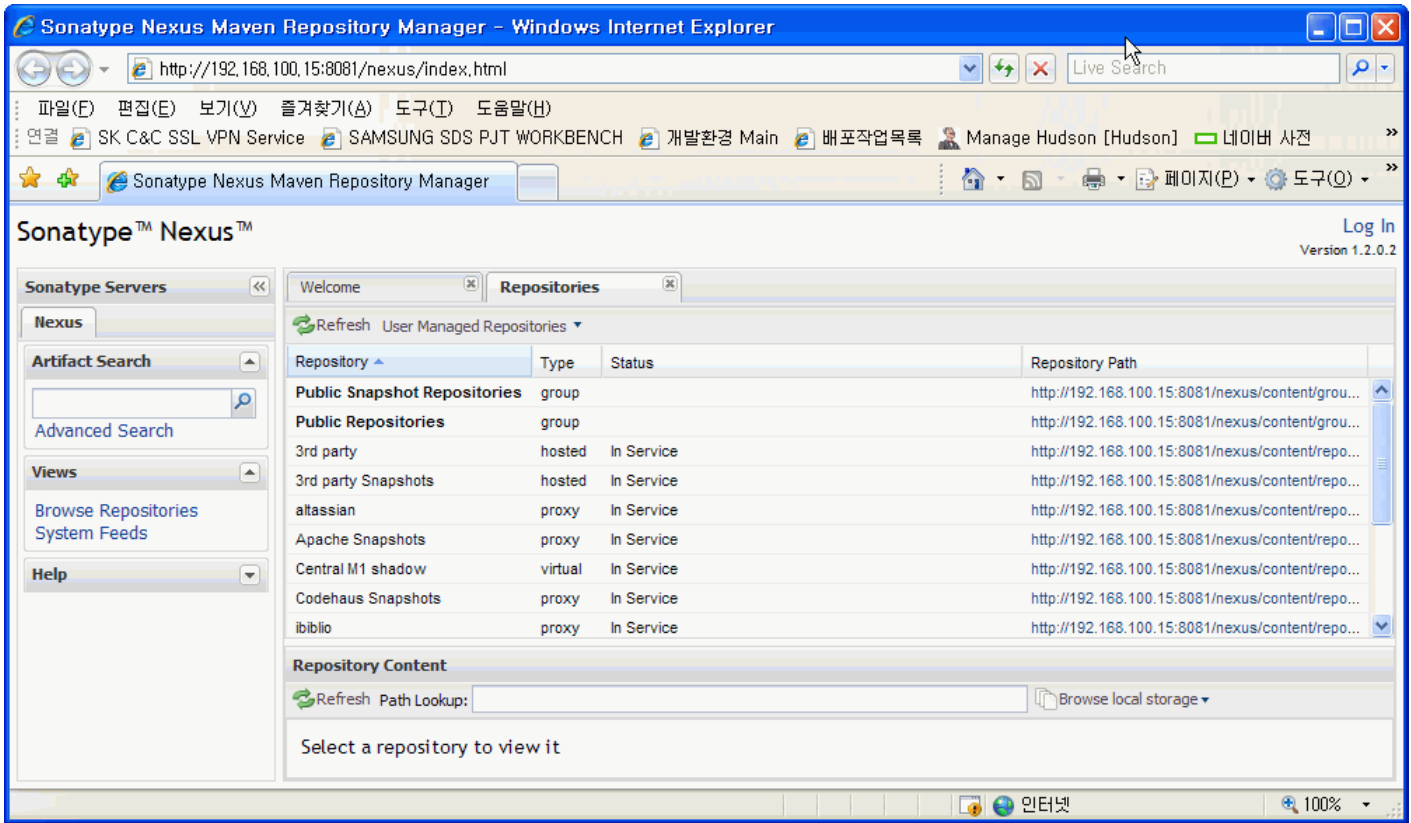 Sonatype Nexus Maven Repository Manager - Windows Internet Explorer
http://192.168.100.15:8081/nexus/index.html
Live Search
파일(F) 편집(E) 보기(V) 즐겨찾기(A) 도구(T) 도움말(H)
연결 SK C&C SSL VPN Service SAMSUNG SDS PJT WORKBENCH 개발환경 Main 배포작업목록 Manage Hudson [Hudson] 네이버 사전 »
Sonatype Nexus Maven Repository Manager 페이지(P) 도구(O) »
Sonatype™ Nexus™
Log In
Version 1.2.0.2
Sonatype Servers
Welcome Repositories
Nexus
Refresh User Managed Repositories
Artifact Search
Advanced Search
Views
Browse Repositories
System Feeds
Help
Repository Type Status Repository Path
Public Snapshot Repositories group http://192.168.100.15:8081/nexus/content/grou...
Public Repositories group http://192.168.100.15:8081/nexus/content/grou...
3rd party hosted In Service http://192.168.100.15:8081/nexus/content/repo...
3rd party Snapshots hosted In Service http://192.168.100.15:8081/nexus/content/repo...
altassian proxy In Service http://192.168.100.15:8081/nexus/content/repo...
Apache Snapshots proxy In Service http://192.168.100.15:8081/nexus/content/repo...
Central M1 shadow virtual In Service http://192.168.100.15:8081/nexus/content/repo...
Codehaus Snapshots proxy In Service http://192.168.100.15:8081/nexus/content/repo...
ibiblio proxy In Service http://192.168.100.15:8081/nexus/content/repo...
Repository Content
Refresh Path Lookup: Browse local storage
Select a repository to view it
인터넷 100%